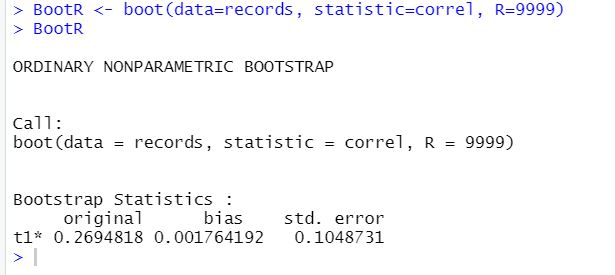 > BootR <- boot(data=records, statistic=correl, R=9999)
> BootR
ORDINARY NONPARAMETRIC BOOTSTRAP
Call:
boot(data = records, statistic = correl, R = 9999)
Bootstrap Statistics :
     original      bias    std. error
t1* 0.2694818 0.001764192   0.1048731
>